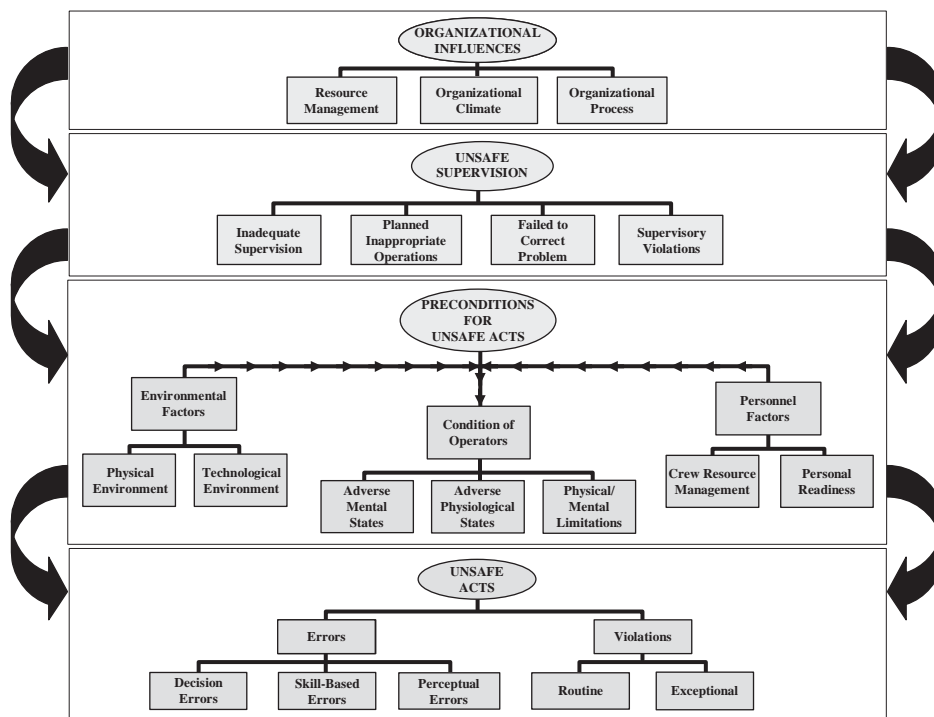 ORGANIZATIONAL
INFLUENCES
Resource
Management
Organizational
Climate
Organizational
Process
UNSAFE
SUPERVISION
Inadequate
Supervision
Planned
Inappropriate
Operations
Failed to
Correct
Problem
Supervisory
Violations
PRECONDITIONS
FOR
UNSAFE ACTS
Environmental
Factors
Condition of
Operators
Personnel
Factors
Physical
Environment
Technological
Environment
Adverse
Mental
States
Adverse
Physiological
States
Physical/
Mental
Limitations
Crew Resource
Management
Personal
Readiness
UNSAFE
ACTS
Errors
Violations
Decision
Errors
Skill-Based
Errors
Perceptual
Errors
Routine
Exceptional